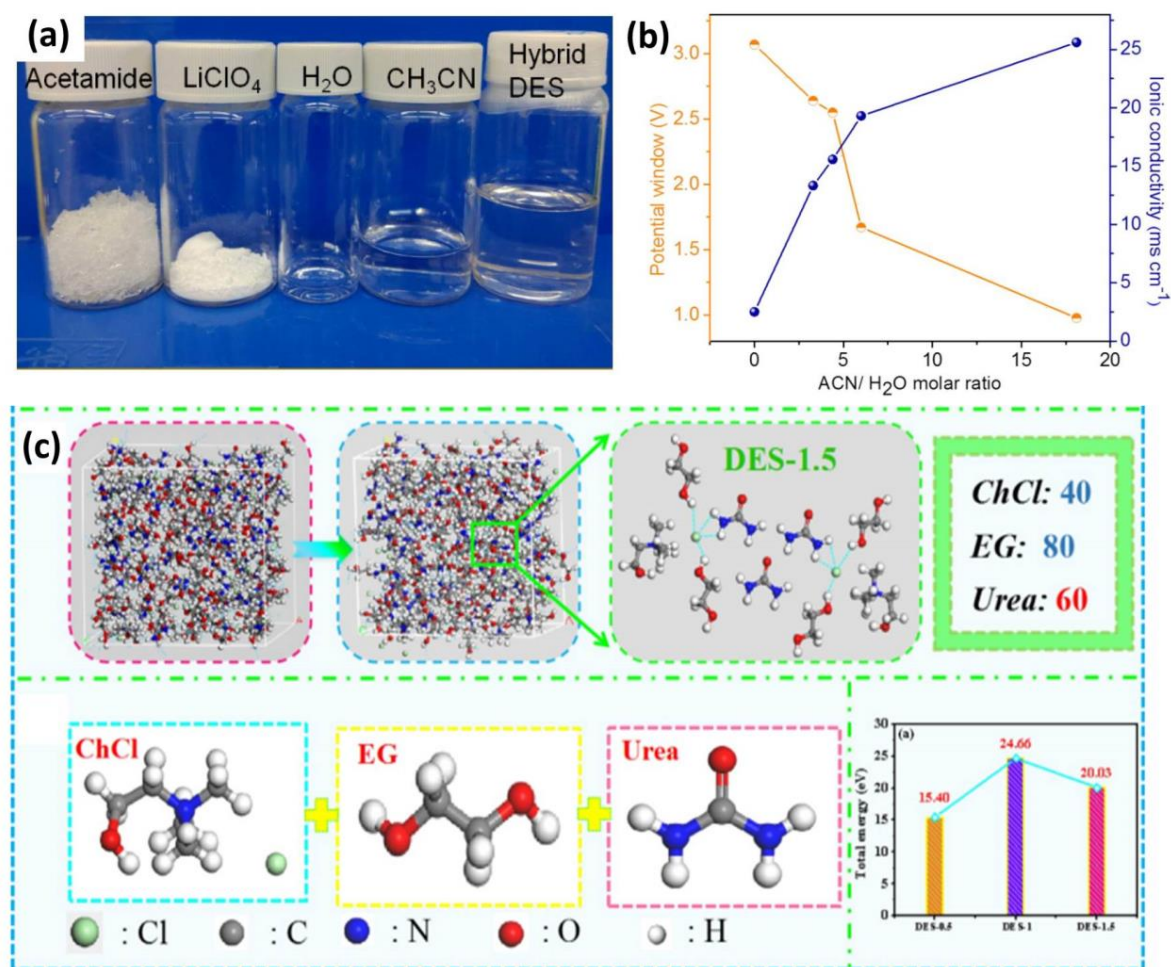 (a)
Acetamide
LiClO₄
H₂O
CH₃CN
Hybrid
DES
(b)
3.0
2.5
2.0
1.5
1.0
Potential window (V)
25
20
15
10
5
0
Ionic conductivity (ms cm⁻¹)
0 5 10 15 20
ACN/ H₂O molar ratio
(c)
DES-1.5
ChCl: 40
EG: 80
Urea: 60
ChCl
EG
Urea
: Cl : C : N : O : H
(a)
30
25
20
15
10
5
0
Total energy (eV)
15.40
24.66
20.03
DES-0.5 DES-1 DES-1.5